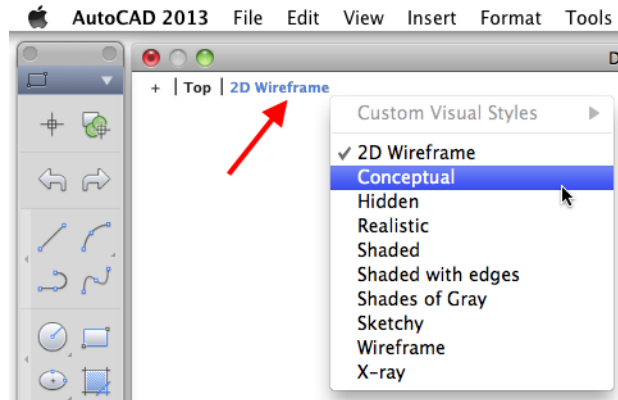 AutoCAD 2013 File Edit View Insert Format Tools
D
+ | Top | 2D Wireframe
Custom Visual Styles
✓ 2D Wireframe
Conceptual
Hidden
Realistic
Shaded
Shaded with edges
Shades of Gray
Sketchy
Wireframe
X-ray